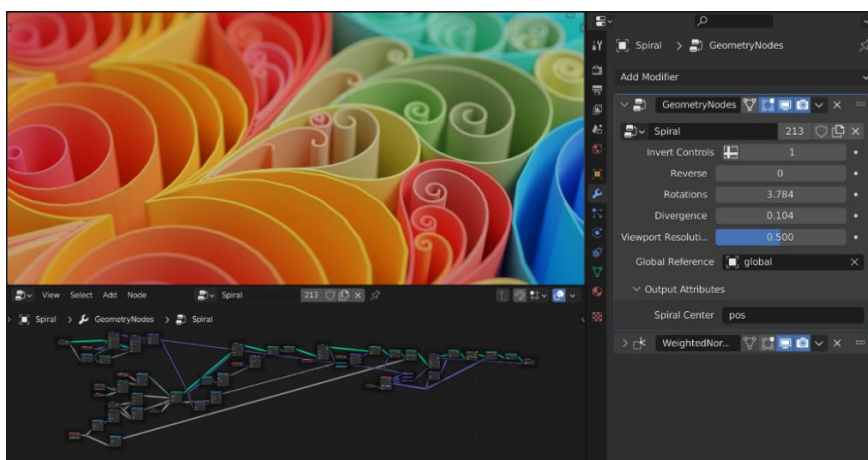 Spiral > GeometryNodes
Add Modifier
GeometryNodes
Spiral 213
Invert Controls 1
Reverse 0
Rotations 3.784
Divergence 0.104
Viewport Resoluti... 0.500
Global Reference global
Output Attributes
Spiral Center pos
WeightedNor...
View Select Add Node Spiral 213
Spiral > GeometryNodes > Spiral